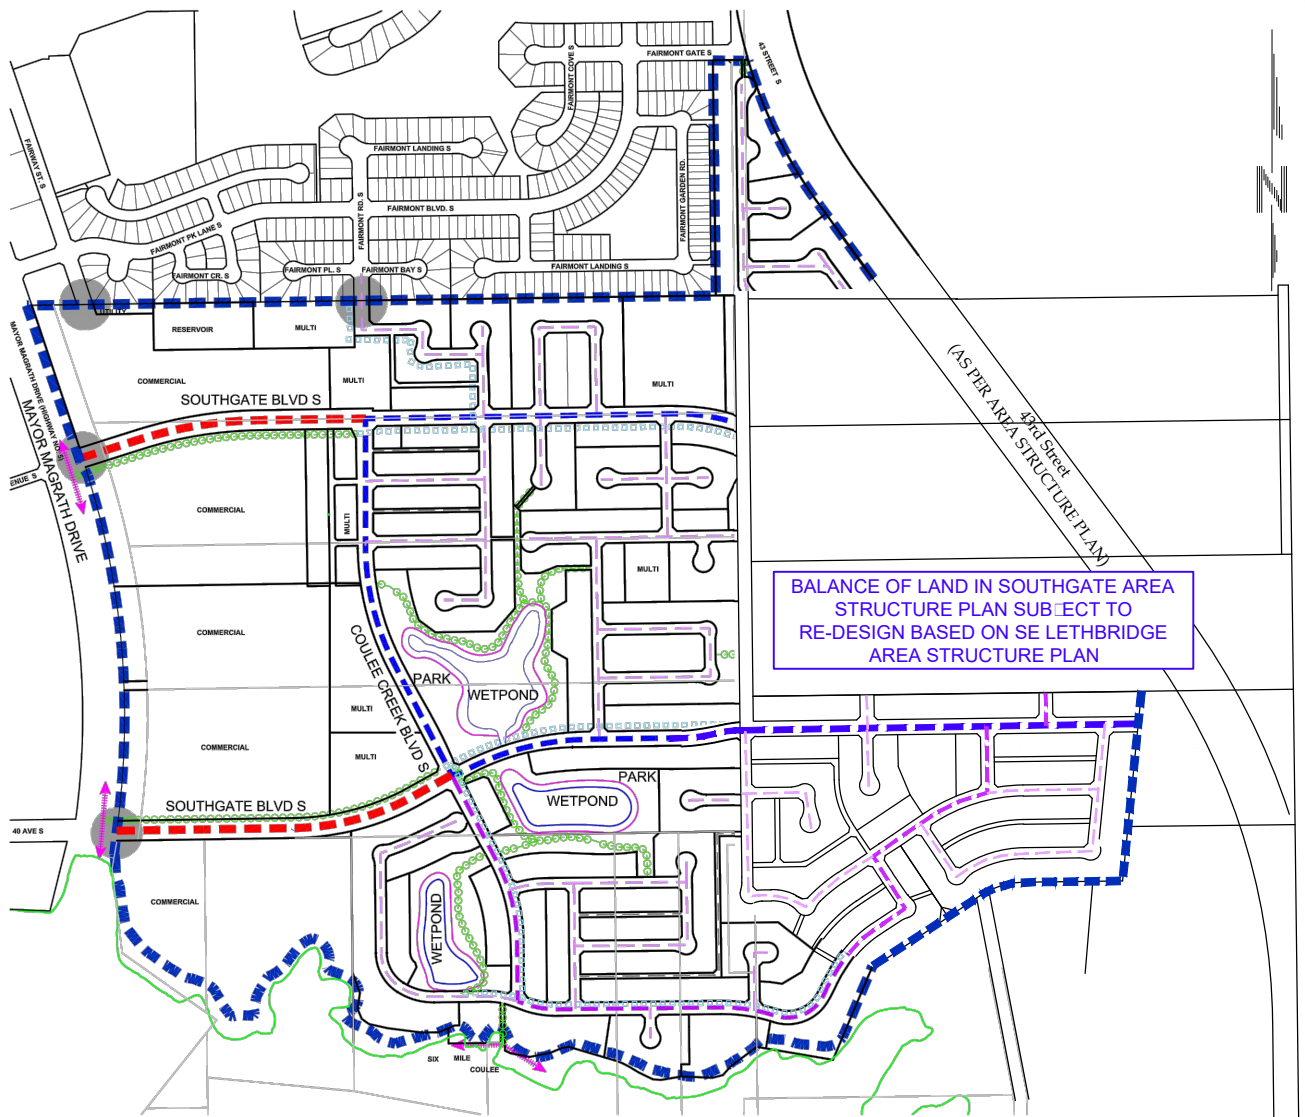 FAIRMONT GATE S
43 STREET S
FAIRMONT COVE S
FAIRWAY ST. S
FAIRMONT LANDING S
FAIRMONT RD. S
FAIRMONT BLVD. S
FAIRMONT GARDEN RD.
FAIRMONT PK LANE S
FAIRMONT CR. S
FAIRMONT PL. S
FAIRMONT BAY S
FAIRMONT LANDING S
UTILITY
RESERVOIR
MULTI
MAYOR MAGRATH DRIVE (HIGHWAY NO. 5)
COMMERCIAL
MULTI
MULTI
SOUTHGATE BLVD S
MAYOR MAGRATH DRIVE
ENUE S
43rd Street
(AS PER AREA STRUCTURE PLAN)
COMMERCIAL
MULTI
MULTI
BALANCE OF LAND IN SOUTHGATE AREA
STRUCTURE PLAN SUB□ECT TO
RE-DESIGN BASED ON SE LETHBRIDGE
AREA STRUCTURE PLAN
COMMERCIAL
COULEE CREEK BLVD S
PARK
WETPOND
MULTI
COMMERCIAL
MULTI
PARK
WETPOND
SOUTHGATE BLVD S
40 AVE S
COMMERCIAL
WETPOND
SIX MILE
COULEE
N